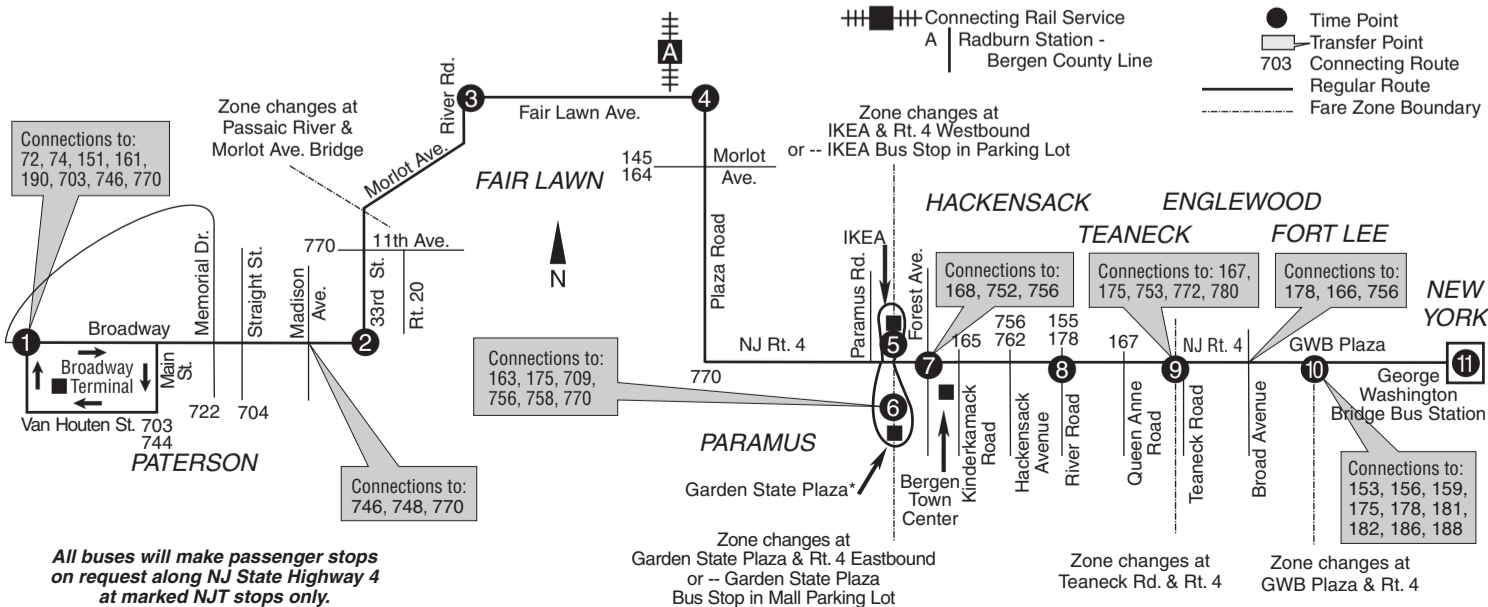 Connecting Rail Service
A
Radburn Station -
Bergen County Line
Time Point
Transfer Point
703 Connecting Route
Regular Route
Fare Zone Boundary
Connections to:
72, 74, 151, 161,
190, 703, 746, 770
Zone changes at
Passaic River &
Morlot Ave. Bridge
River Rd.
3
A
4
Fair Lawn Ave.
Morlot Ave.
FAIR LAWN
145
164
Morlot
Ave.
Zone changes at
IKEA & Rt. 4 Westbound
or -- IKEA Bus Stop in Parking Lot
N
Memorial Dr.
Straight St.
Madison
Ave.
770
11th Ave.
33rd St.
Rt. 20
Plaza Road
1
Broadway
2
Broadway
Terminal
Main
St.
Van Houten St.
703
744
722
704
PATERSON
Connections to:
746, 748, 770
All buses will make passenger stops
on request along NJ State Highway 4
at marked NJT stops only.
NJ Rt. 4
770
Connections to:
163, 175, 709,
756, 758, 770
PARAMUS
Paramus Rd.
IKEA
Forest Ave.
5
6
7
Garden State Plaza*
Zone changes at
Garden State Plaza & Rt. 4 Eastbound
or -- Garden State Plaza
Bus Stop in Mall Parking Lot
HACKENSACK
Connections to:
168, 752, 756
Bergen
Town
Center
165
Kinderkamack
Road
756
762
Hackensack
Avenue
155
178
8
River Road
TEANECK
ENGLEWOOD
Connections to: 167,
175, 753, 772, 780
167
Queen Anne
Road
9
NJ Rt. 4
Teaneck Road
Zone changes at
Teaneck Rd. & Rt. 4
FORT LEE
Connections to:
178, 166, 756
Broad Avenue
GWB Plaza
10
Connections to:
153, 156, 159,
175, 178, 181,
182, 186, 188
Zone changes at
GWB Plaza & Rt. 4
NEW
YORK
11
George
Washington
Bridge Bus Station